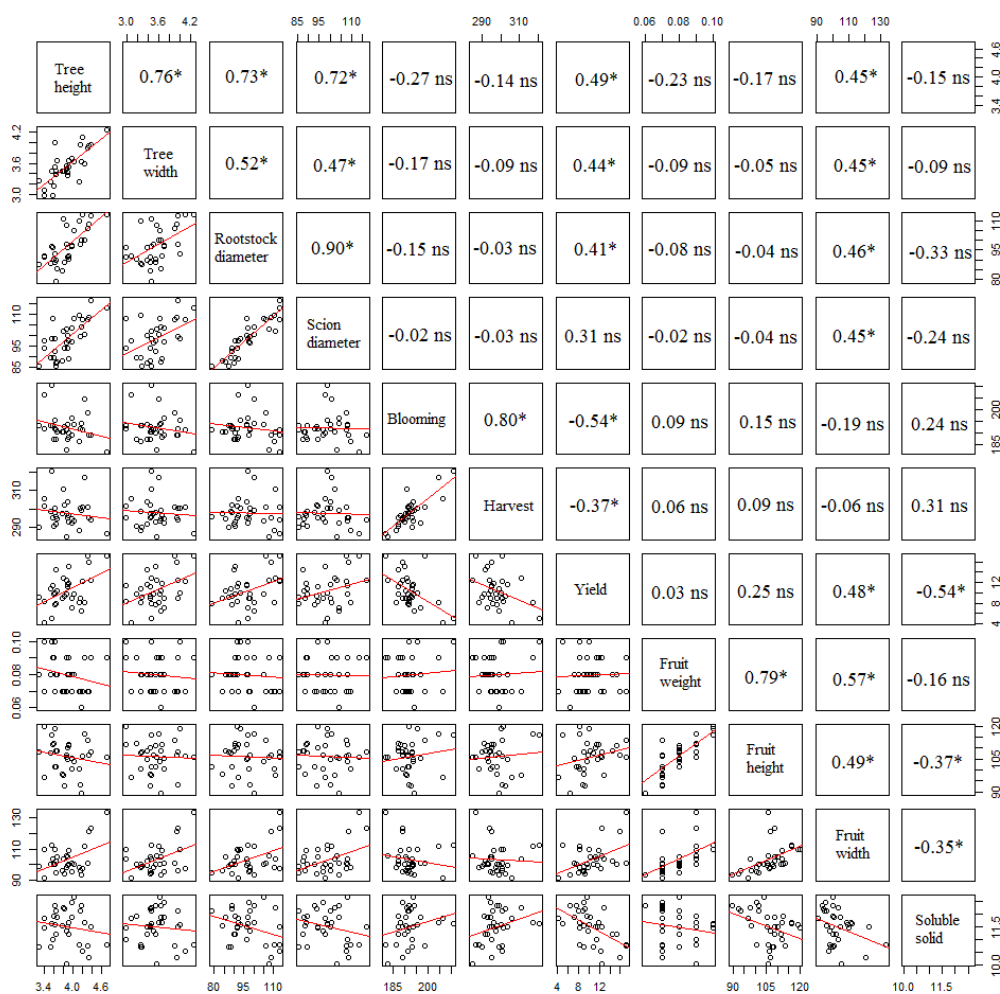 3.0 3.6 4.2 85 95 110 290 310 0.06 0.08 0.10 90 110 130
Tree
height
0.76* 0.73* 0.72* -0.27 ns -0.14 ns 0.49* -0.23 ns -0.17 ns 0.45* -0.15 ns
3.4 4.0 4.6
3.0 3.6 4.2
Tree
width
0.52* 0.47* -0.17 ns -0.09 ns 0.44* -0.09 ns -0.05 ns 0.45* -0.09 ns
Rootstock
diameter
0.90* -0.15 ns -0.03 ns 0.41* -0.08 ns -0.04 ns 0.46* -0.33 ns
80 95 110
85 95 110
Scion
diameter
-0.02 ns -0.03 ns 0.31 ns -0.02 ns -0.04 ns 0.45* -0.24 ns
Blooming
0.80* -0.54* 0.09 ns 0.15 ns -0.19 ns 0.24 ns
185 200
290 310
Harvest
-0.37* 0.06 ns 0.09 ns -0.06 ns 0.31 ns
Yield
0.03 ns 0.25 ns 0.48* -0.54*
4 8 12
0.06 0.08 0.10
Fruit
weight
0.79* 0.57* -0.16 ns
Fruit
height
0.49* -0.37*
90 105 120
90 110 130
Fruit
width
-0.35*
Soluble
solid
10.0 11.5
3.4 4.0 4.6 80 95 110 185 200 4 8 12 90 105 120 10.0 11.5